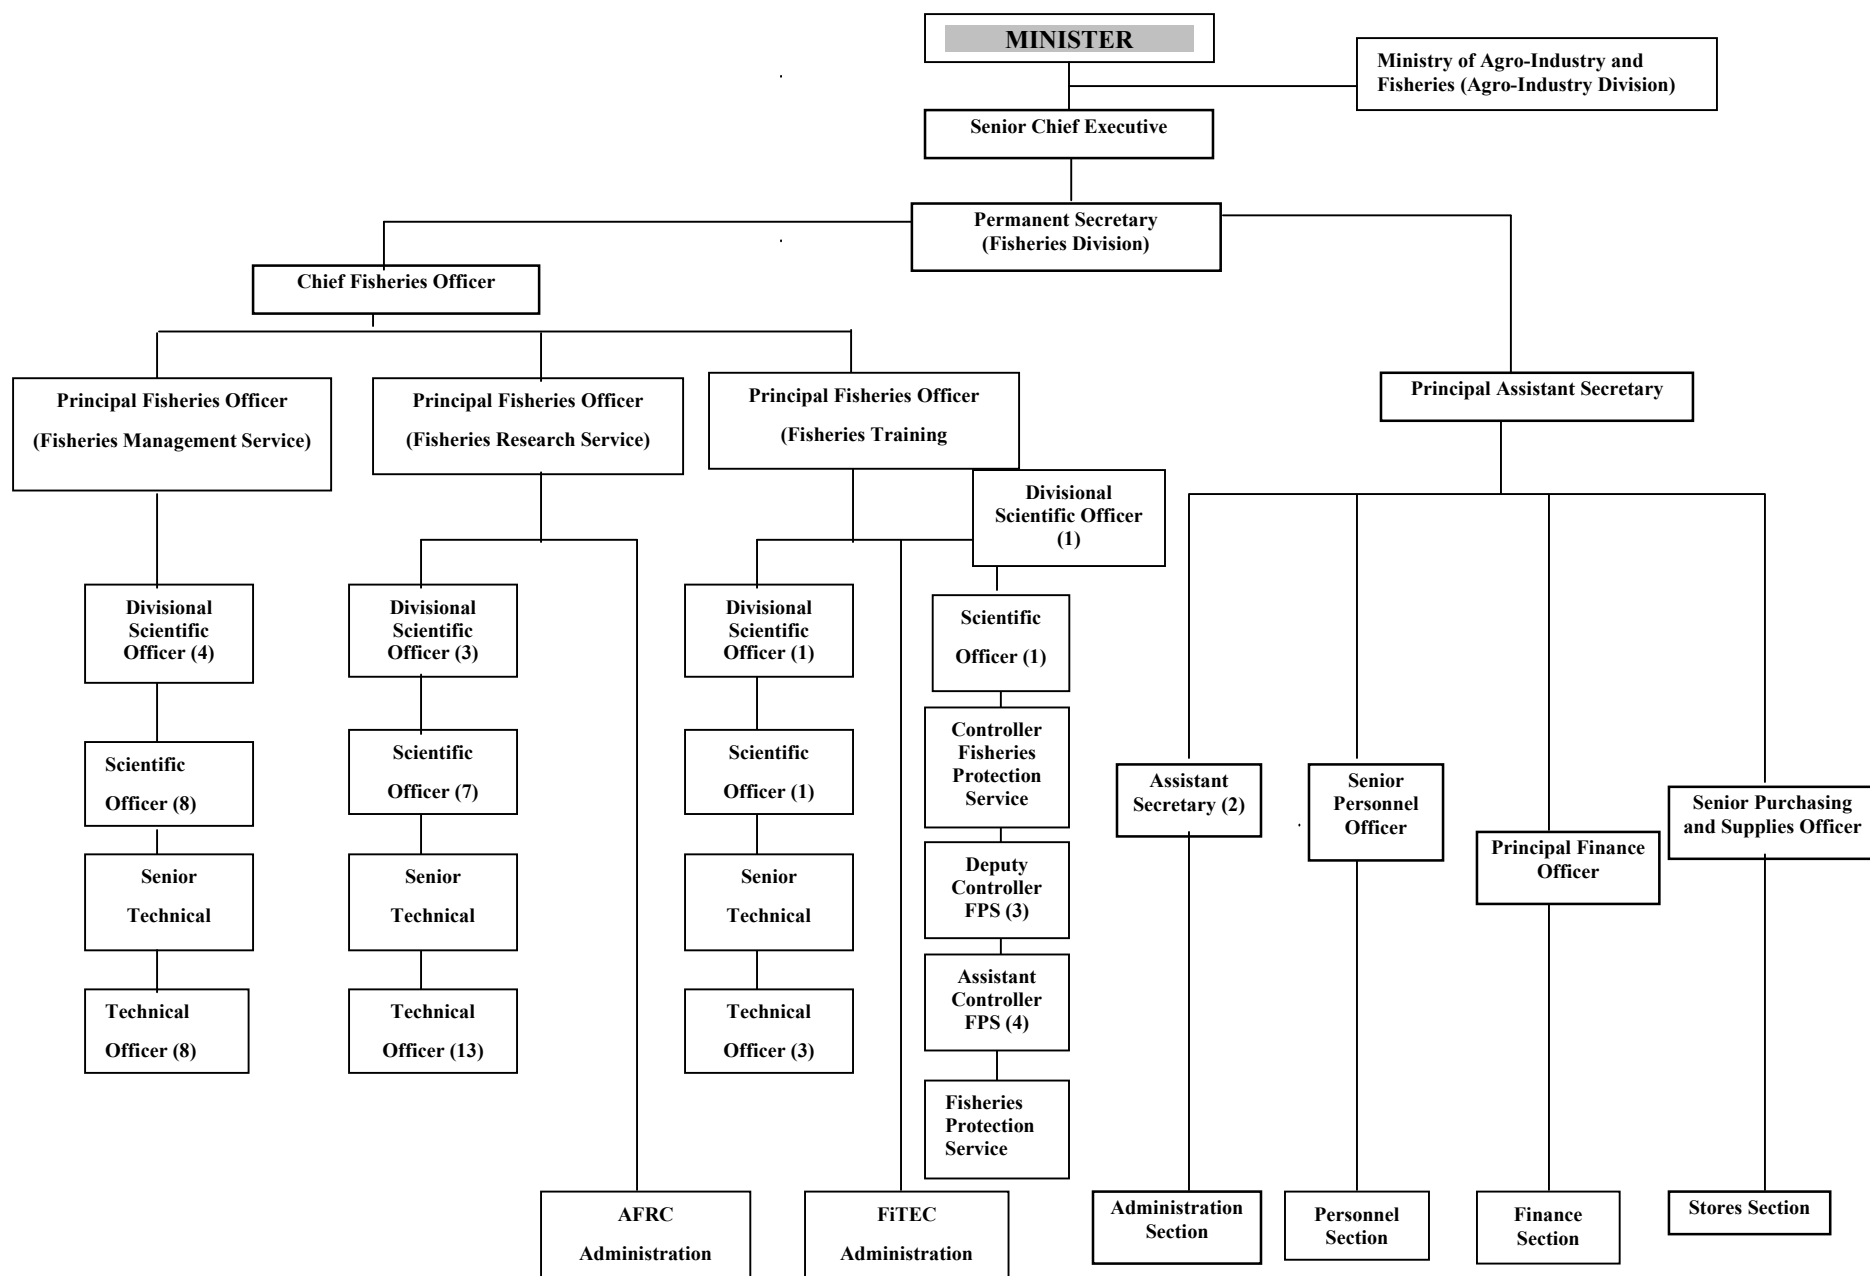 MINISTER
Ministry of Agro-Industry and
Fisheries (Agro-Industry Division)
Senior Chief Executive
Permanent Secretary
(Fisheries Division)
Chief Fisheries Officer
Principal Fisheries Officer
(Fisheries Management Service)
Principal Fisheries Officer
(Fisheries Research Service)
Principal Fisheries Officer
(Fisheries Training
Principal Assistant Secretary
Divisional
Scientific Officer
(1)
Divisional
Scientific
Officer (4)
Divisional
Scientific
Officer (3)
Divisional
Scientific
Officer (1)
Scientific
Officer (1)
Scientific
Officer (8)
Scientific
Officer (7)
Scientific
Officer (1)
Controller
Fisheries
Protection
Service
Assistant
Secretary (2)
Senior
Personnel
Officer
Principal Finance
Officer
Senior Purchasing
and Supplies Officer
Senior
Technical
Senior
Technical
Senior
Technical
Deputy
Controller
FPS (3)
Assistant
Controller
FPS (4)
Technical
Officer (8)
Technical
Officer (13)
Technical
Officer (3)
Fisheries
Protection
Service
AFRC
Administration
FiTEC
Administration
Administration
Section
Personnel
Section
Finance
Section
Stores Section